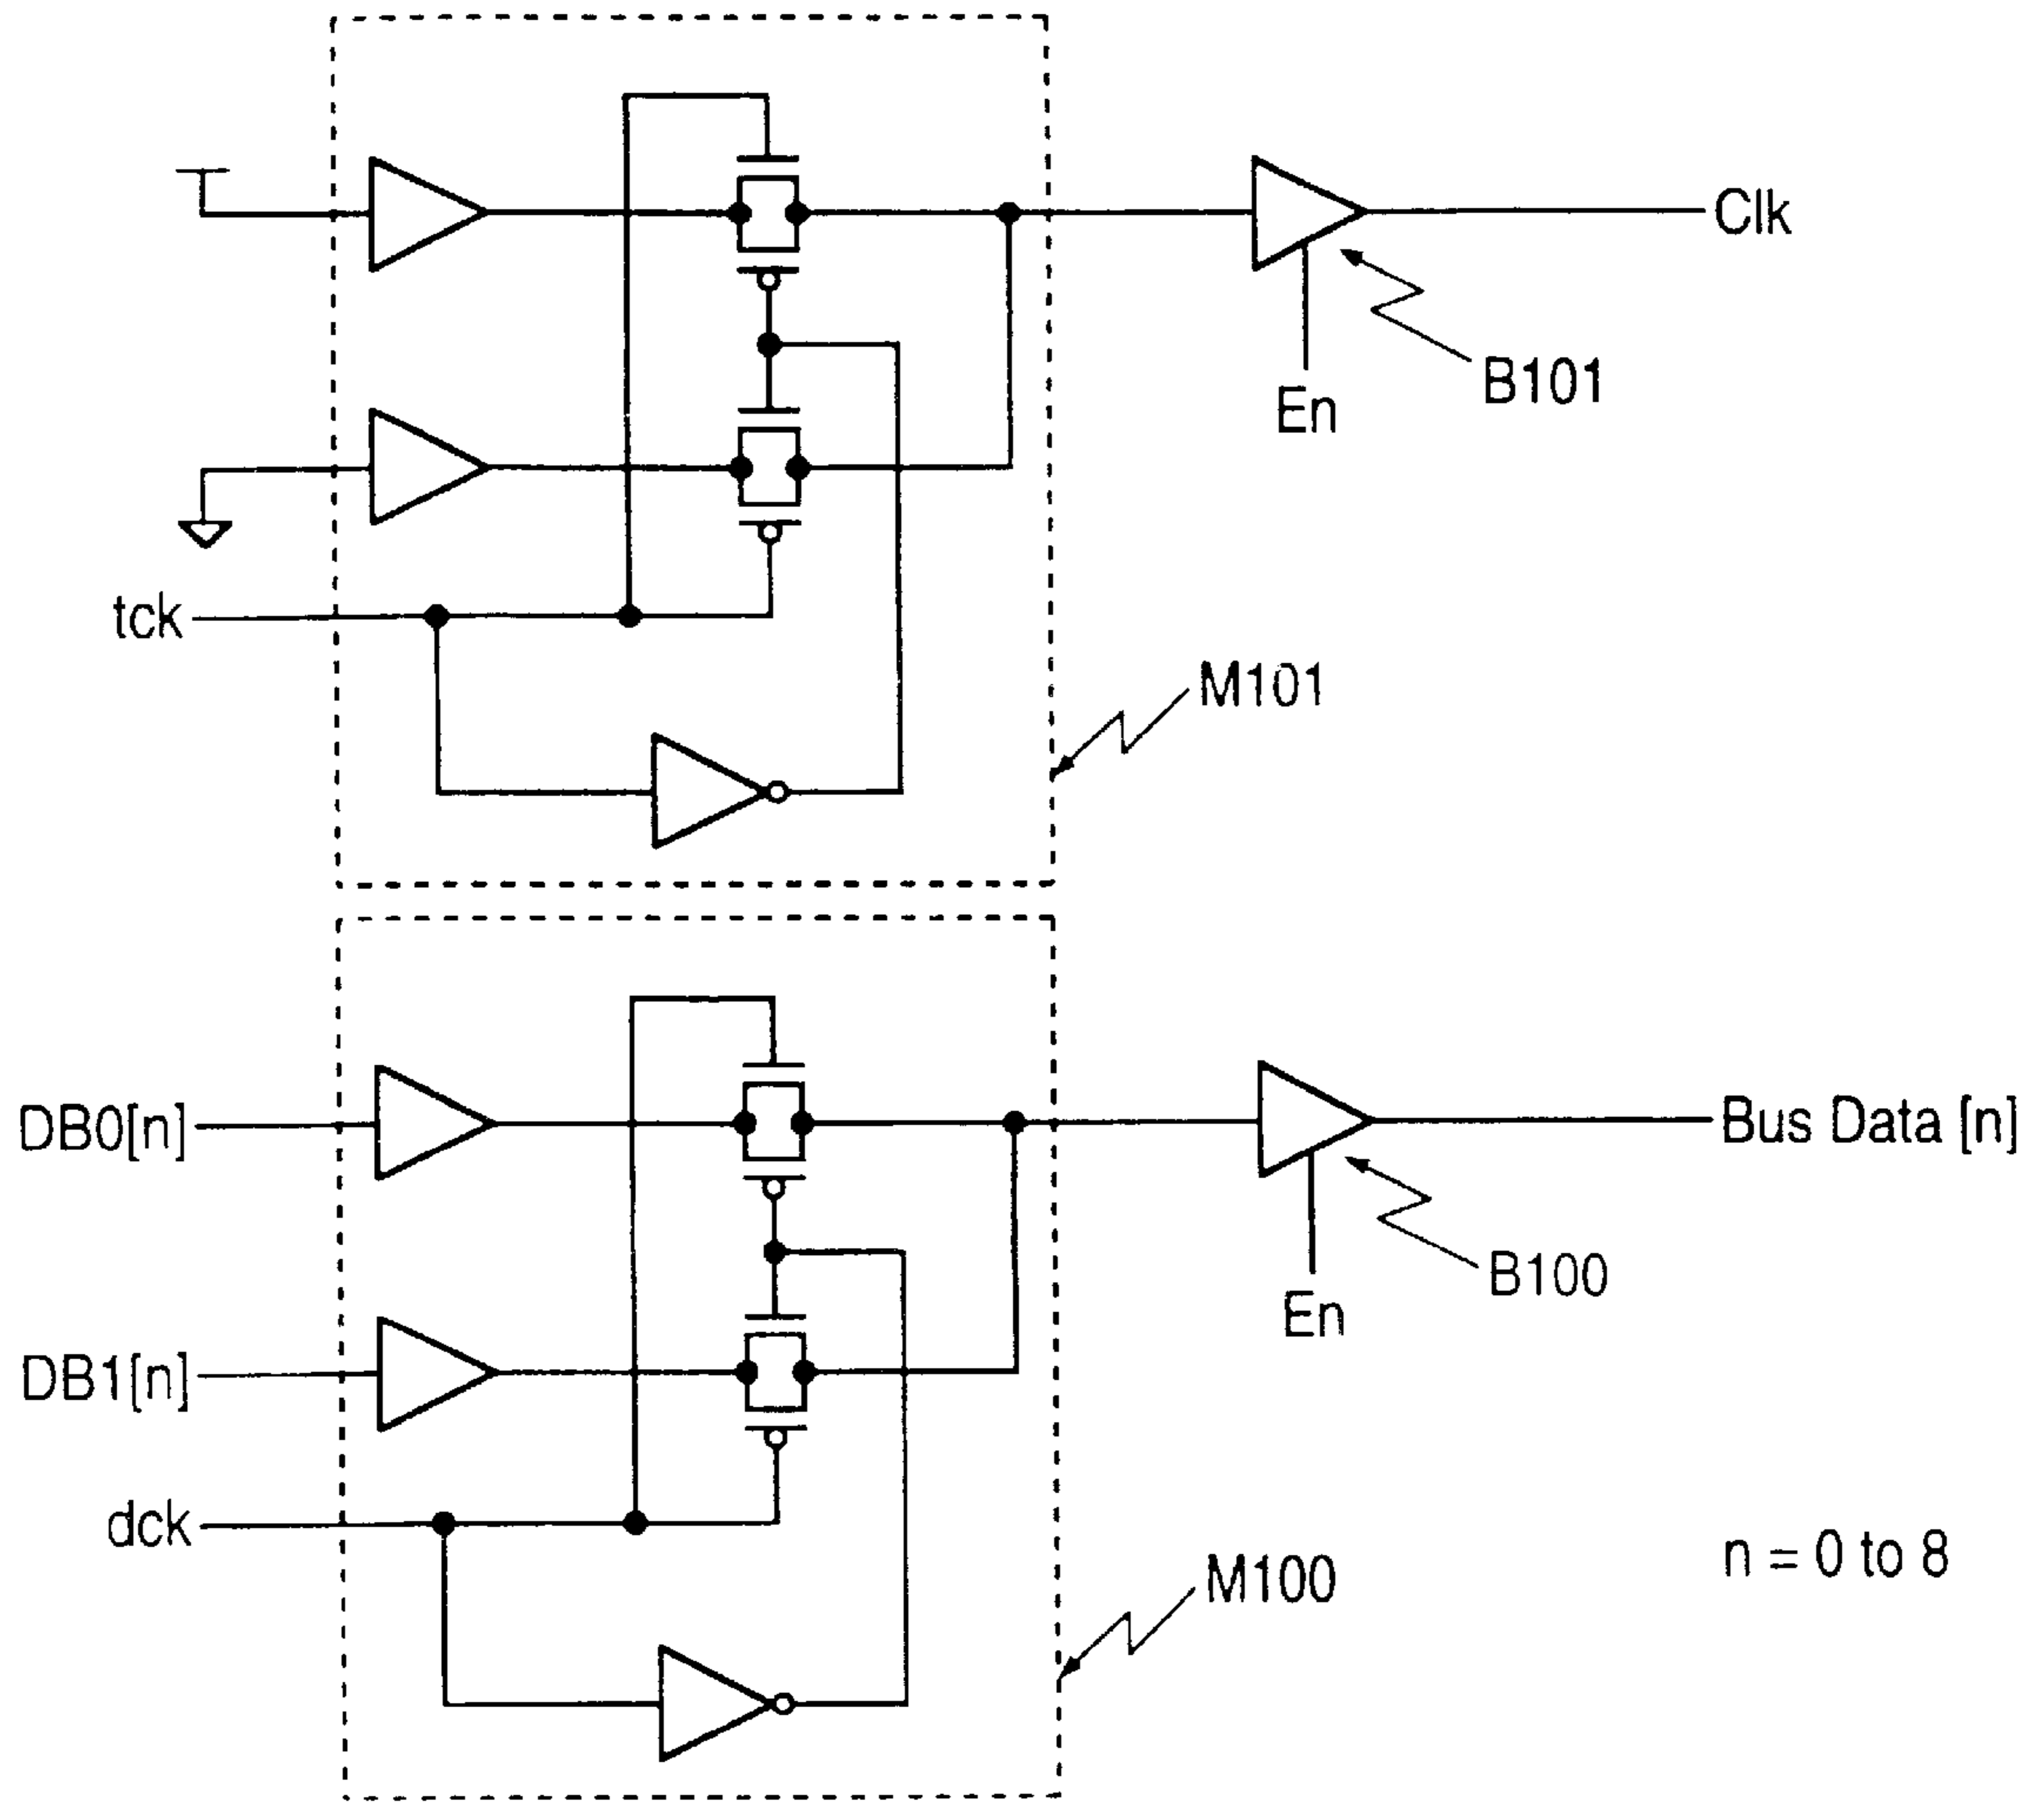 Clk
B101
En
tck
M101
DB0[n]
Bus Data [n]
B100
En
DB1[n]
dck
n = 0 to 8
M100